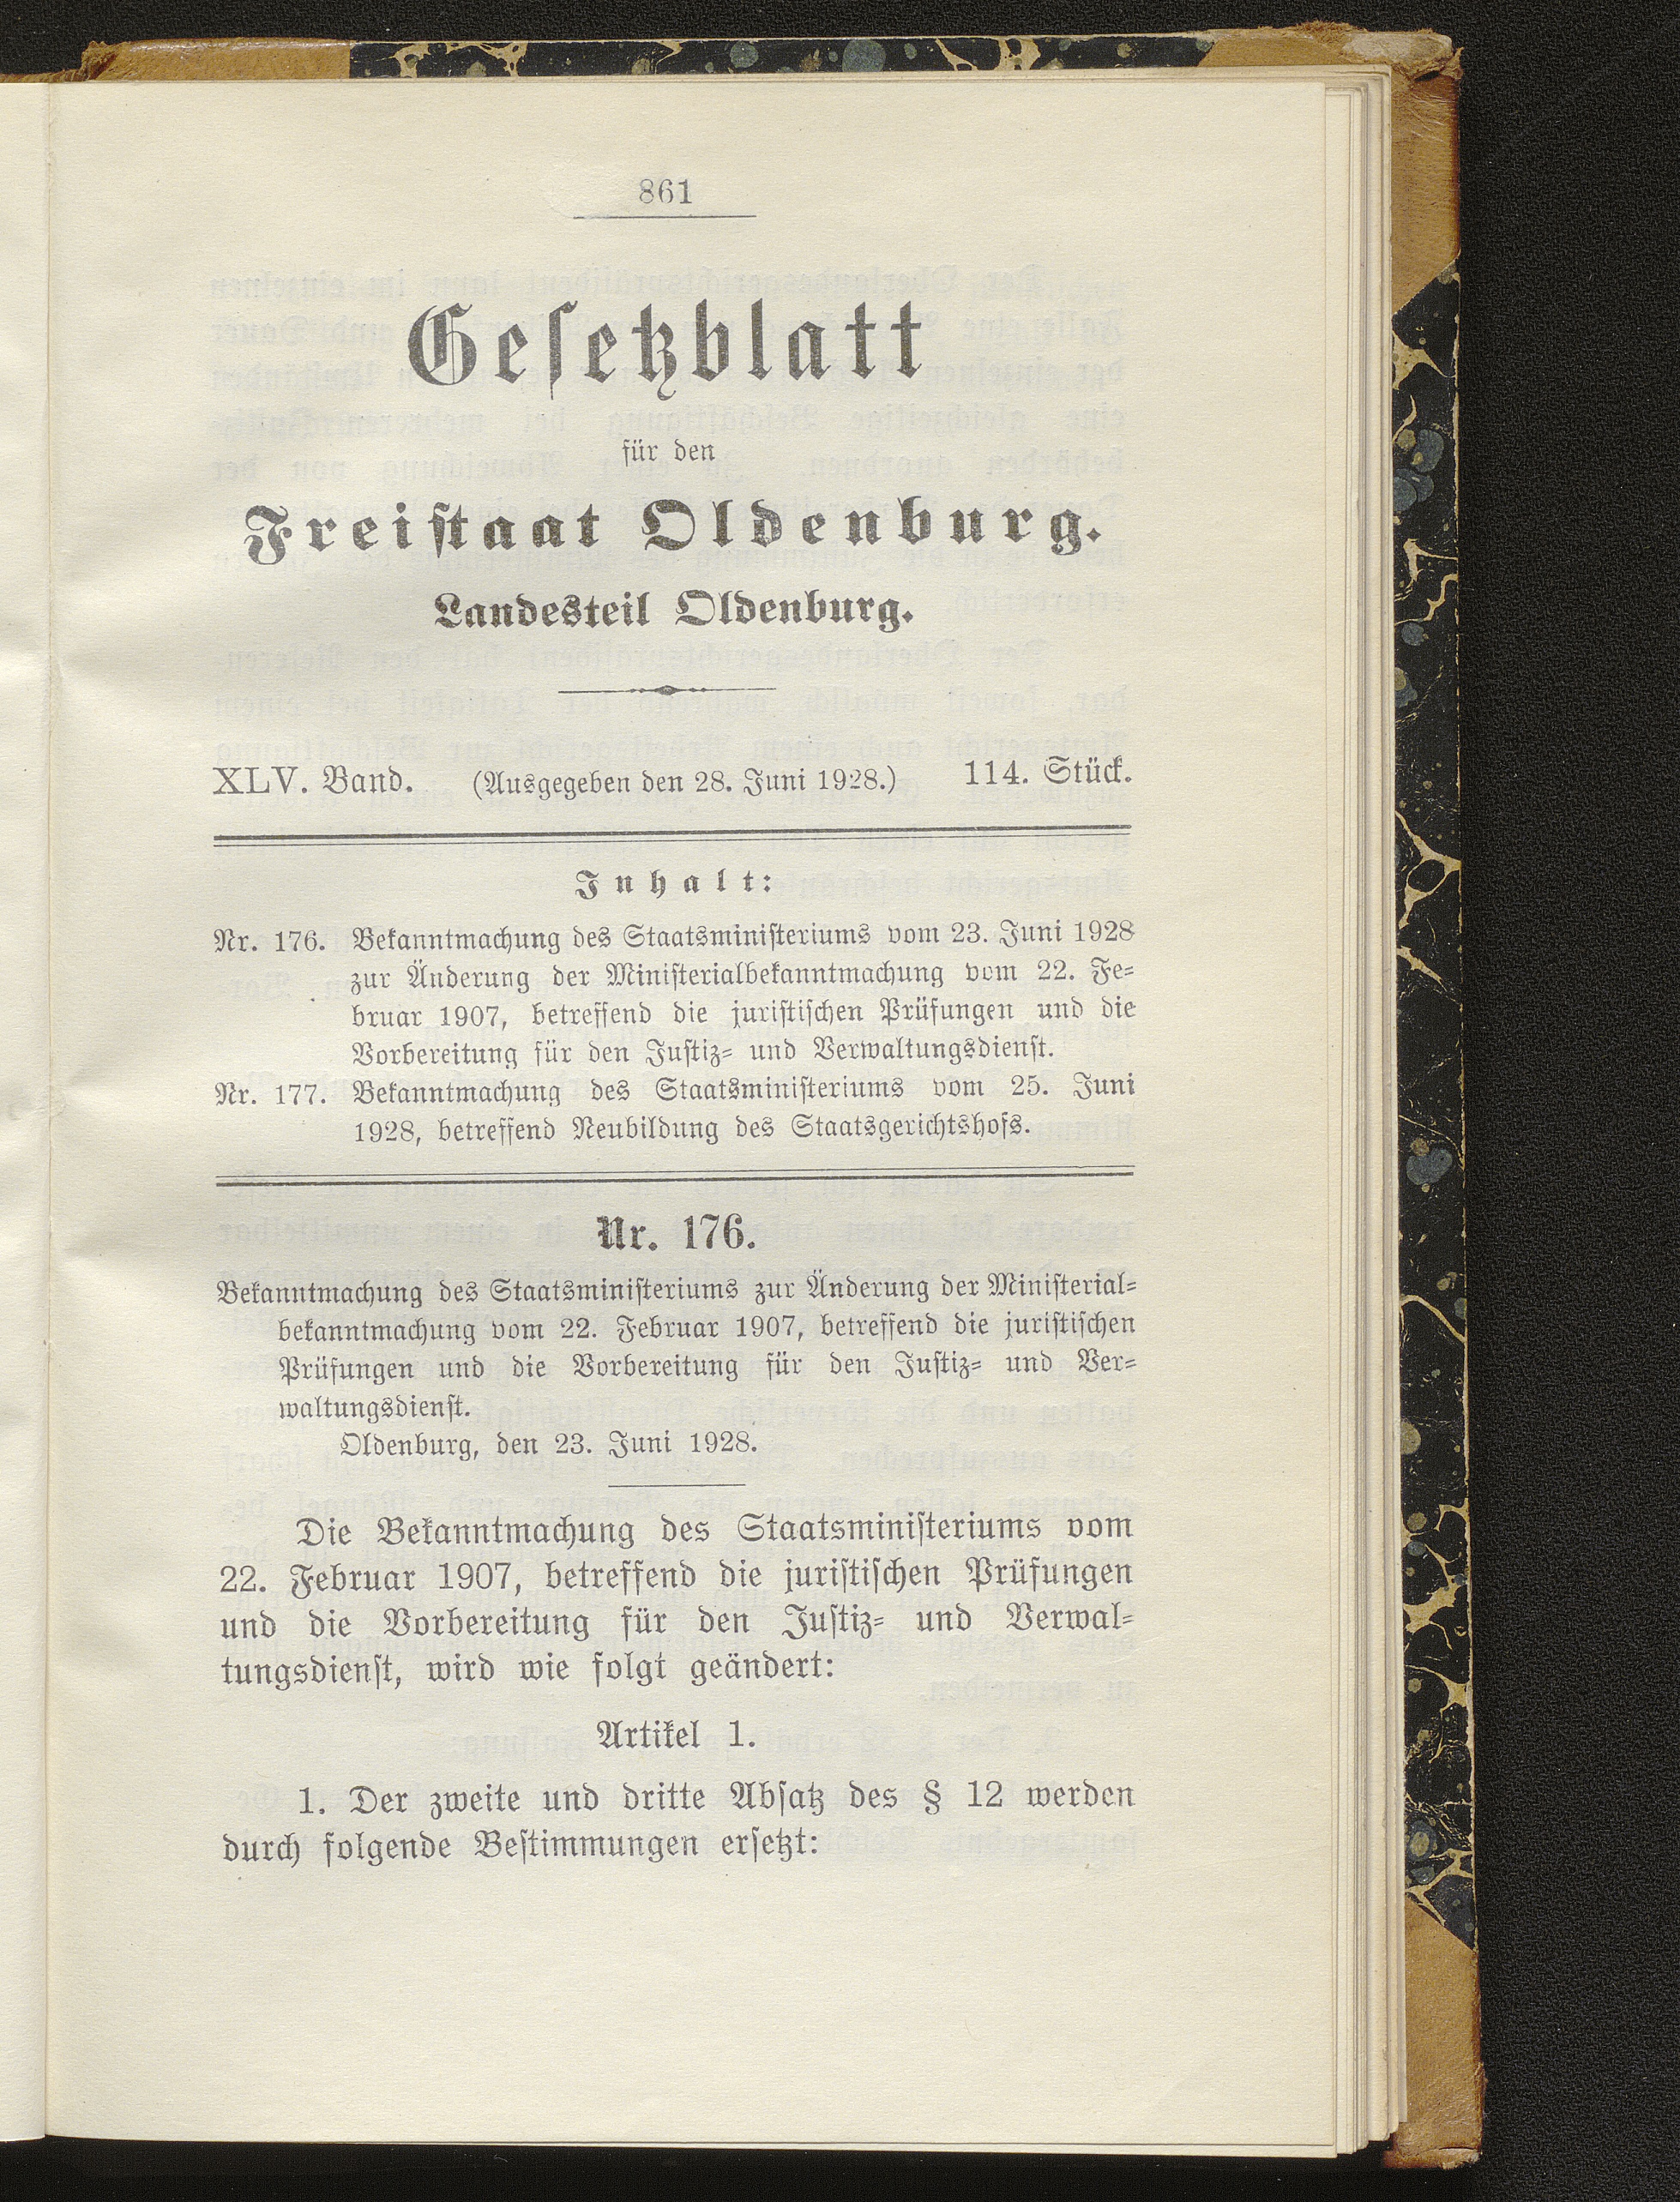 861
Gesetzblatt
für den
Freistaat Oldenburg.
Landesteil Oldenburg.
XLV. Band. (Ausgegeben den 28. Juni 1928.) 114. Stück.
Inhalt:
Nr. 176. Bekanntmachung des Staatsministeriums vom 23. Juni 1928
zur Änderung der Ministerialbekanntmachung vom 22. Fe-
bruar 1907, betreffend die juristischen Prüfungen und die
Vorbereitung für den Justiz- und Verwaltungsdienst.
Nr. 177. Bekanntmachung des Staatsministeriums vom 25. Juni
1928, betreffend Neubildung des Staatsgerichtshofs.
Nr. 176.
Bekanntmachung des Staatsministeriums zur Änderung der Ministerial-
bekanntmachung vom 22. Februar 1907, betreffend die juristischen
Prüfungen und die Vorbereitung für den Justiz- und Ver-
waltungsdienst.
Oldenburg, den 23. Juni 1928.
Die Bekanntmachung des Staatsministeriums vom
22. Februar 1907, betreffend die juristischen Prüfungen
und die Vorbereitung für den Justiz- und Verwal-
tungsdienst, wird wie folgt geändert:
Artikel 1.
1. Der zweite und dritte Absatz des § 12 werden
durch folgende Bestimmungen ersetzt: